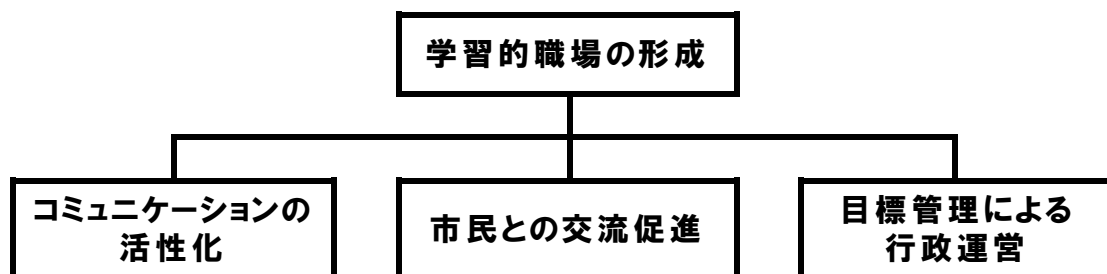 学習的職場の形成
コミュニケーションの
活性化
市民との交流促進
目標管理による
行政運営